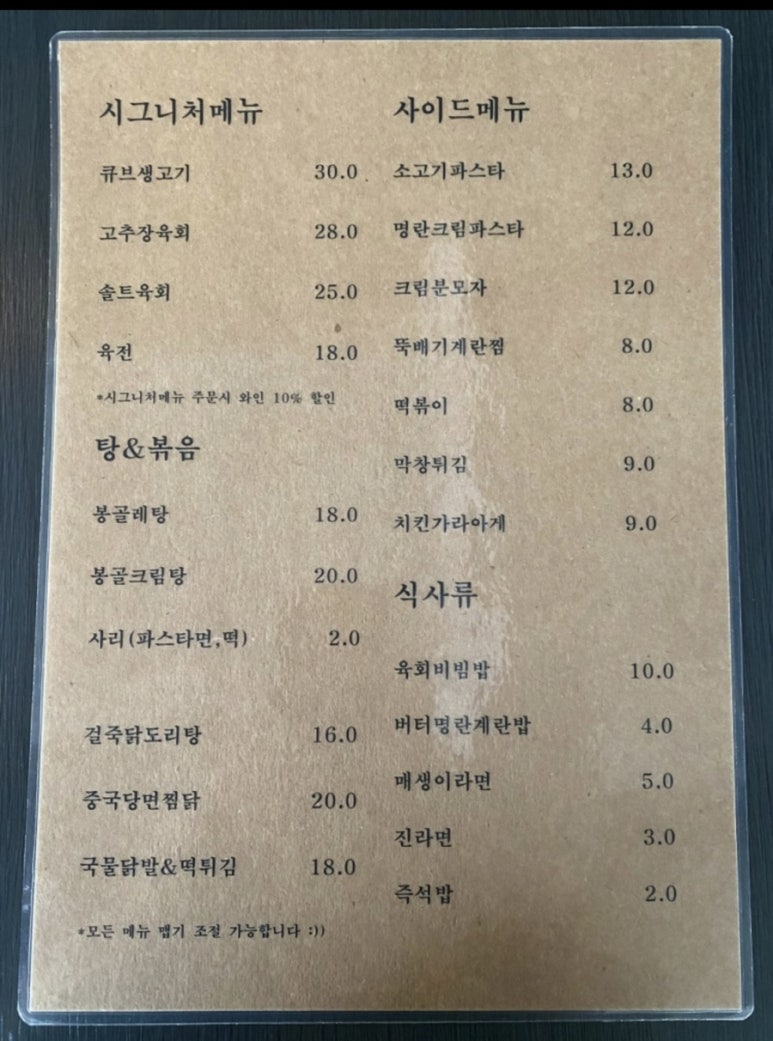 시그니처메뉴
큐브생고기 30.0
고추장육회 28.0
솔트육회 25.0
육전 18.0
*시그니처메뉴 주문시 와인 10% 할인
탕&볶음
봉골레탕 18.0
봉골크림탕 20.0
사리(파스타면,떡) 2.0
걸죽닭도리탕 16.0
중국당면찜닭 20.0
국물닭발&떡튀김 18.0
*모든 메뉴 맵기 조절 가능합니다 :))
사이드메뉴
소고기파스타 13.0
명란크림파스타 12.0
크림분모자 12.0
뚝배기계란찜 8.0
떡볶이 8.0
막창튀김 9.0
치킨가라아게 9.0
식사류
육회비빔밥 10.0
버터명란계란밥 4.0
매생이라면 5.0
진라면 3.0
즉석밥 2.0